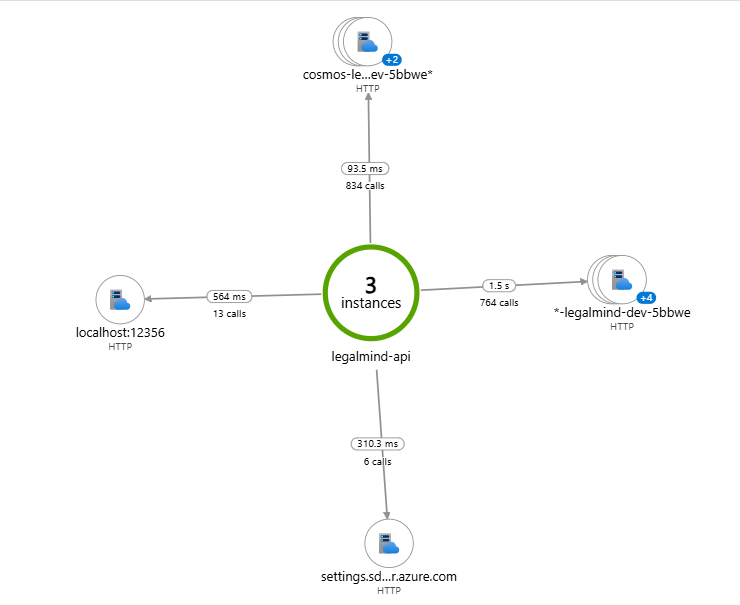 +2
cosmos-le...ev-5bbwe*
HTTP
93.5 ms
834 calls
3
instances
legalmind-api
564 ms
13 calls
localhost:12356
HTTP
1.5 s
764 calls
+4
*-legalmind-dev-5bbwe
HTTP
310.3 ms
6 calls
settings.sd...r.azure.com
HTTP